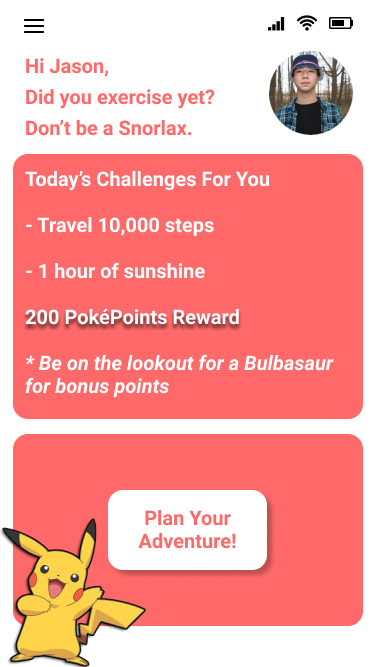 Hi Jason,
Did you exercise yet?
Don’t be a Snorlax.
Today’s Challenges For You
- Travel 10,000 steps
- 1 hour of sunshine
200 PokéPoints Reward
* Be on the lookout for a Bulbasaur
for bonus points
Plan Your
Adventure!